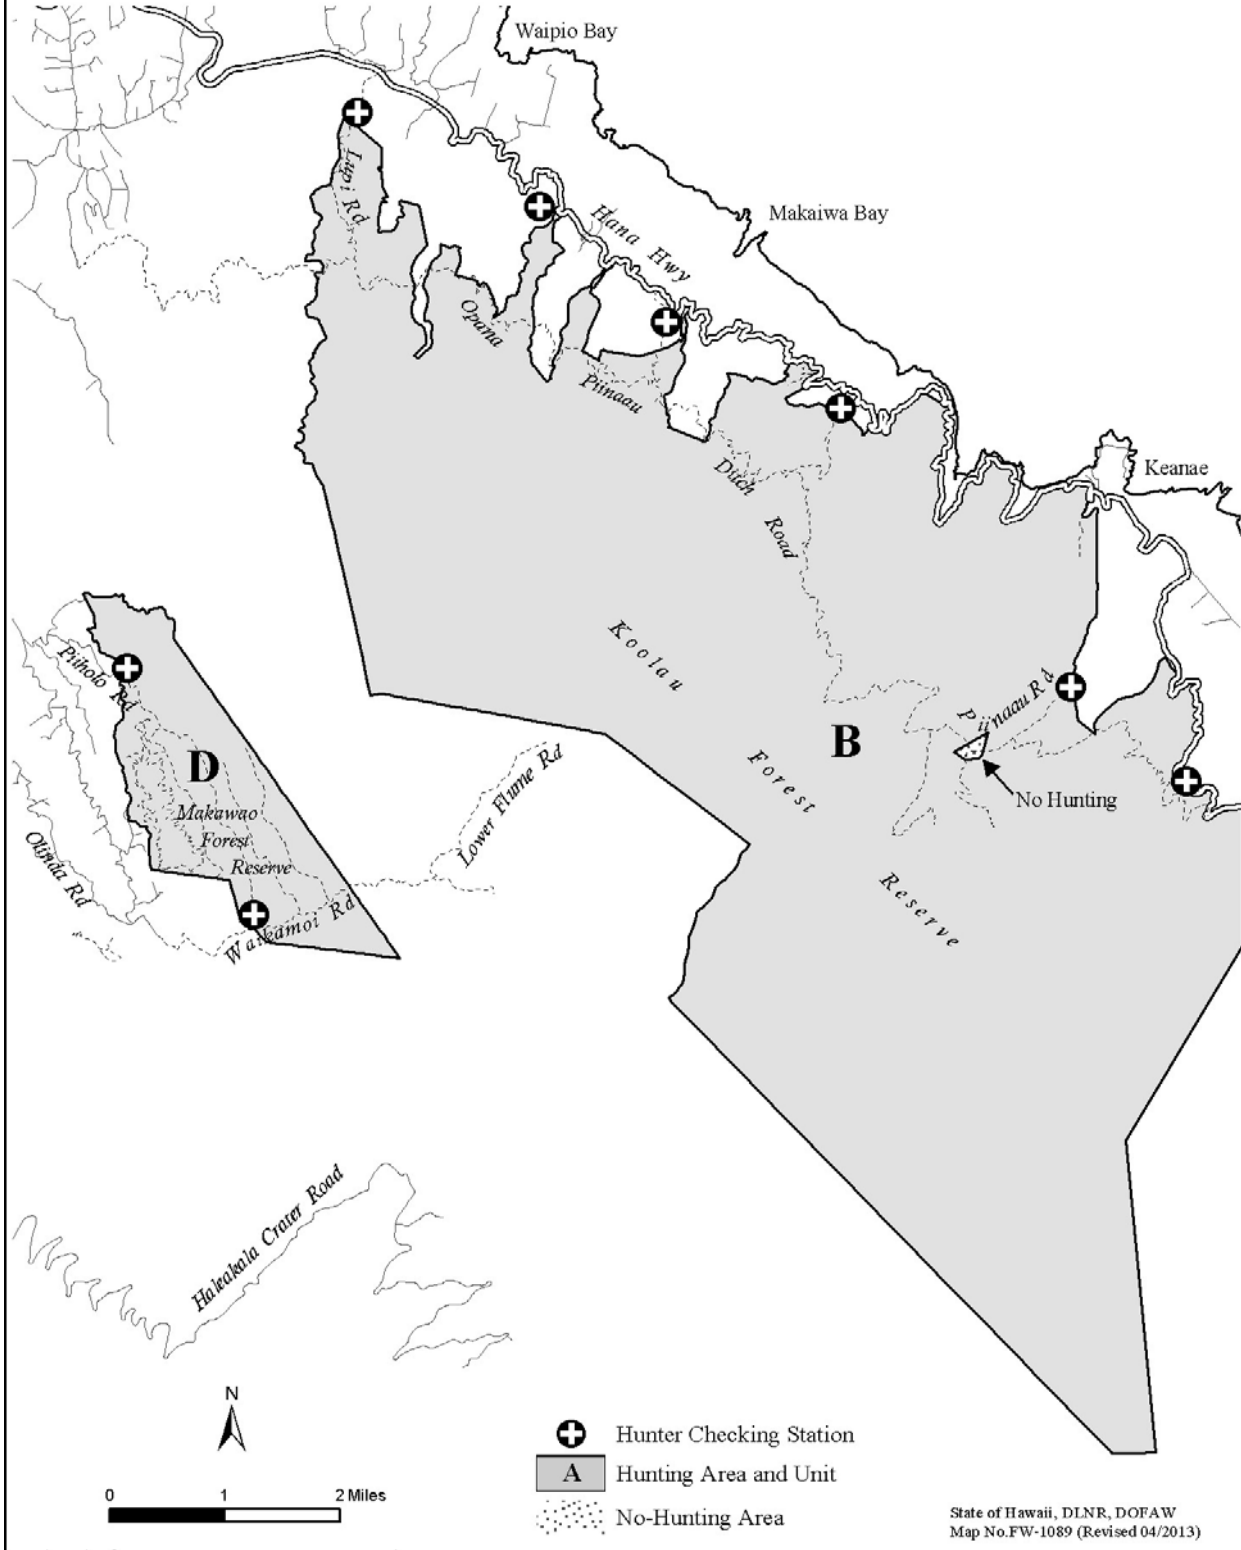 Waipio Bay
Lupi Rd
Hana Hwy
Makaiwa Bay
Opana
Piinaau
Ditch
Road
Keanae
Koolau
Forest
Reserve
B
Piinaau Rd
No Hunting
Piiholo Rd
D
Makawao
Forest
Reserve
Olinda Rd
Waikamoi Rd
Lower Flume Rd
Haleakala Crater Road
N
0 1 2 Miles
Hunter Checking Station
A Hunting Area and Unit
No-Hunting Area
State of Hawaii, DLNR, DOFAW
Map No.FW-1089 (Revised 04/2013)